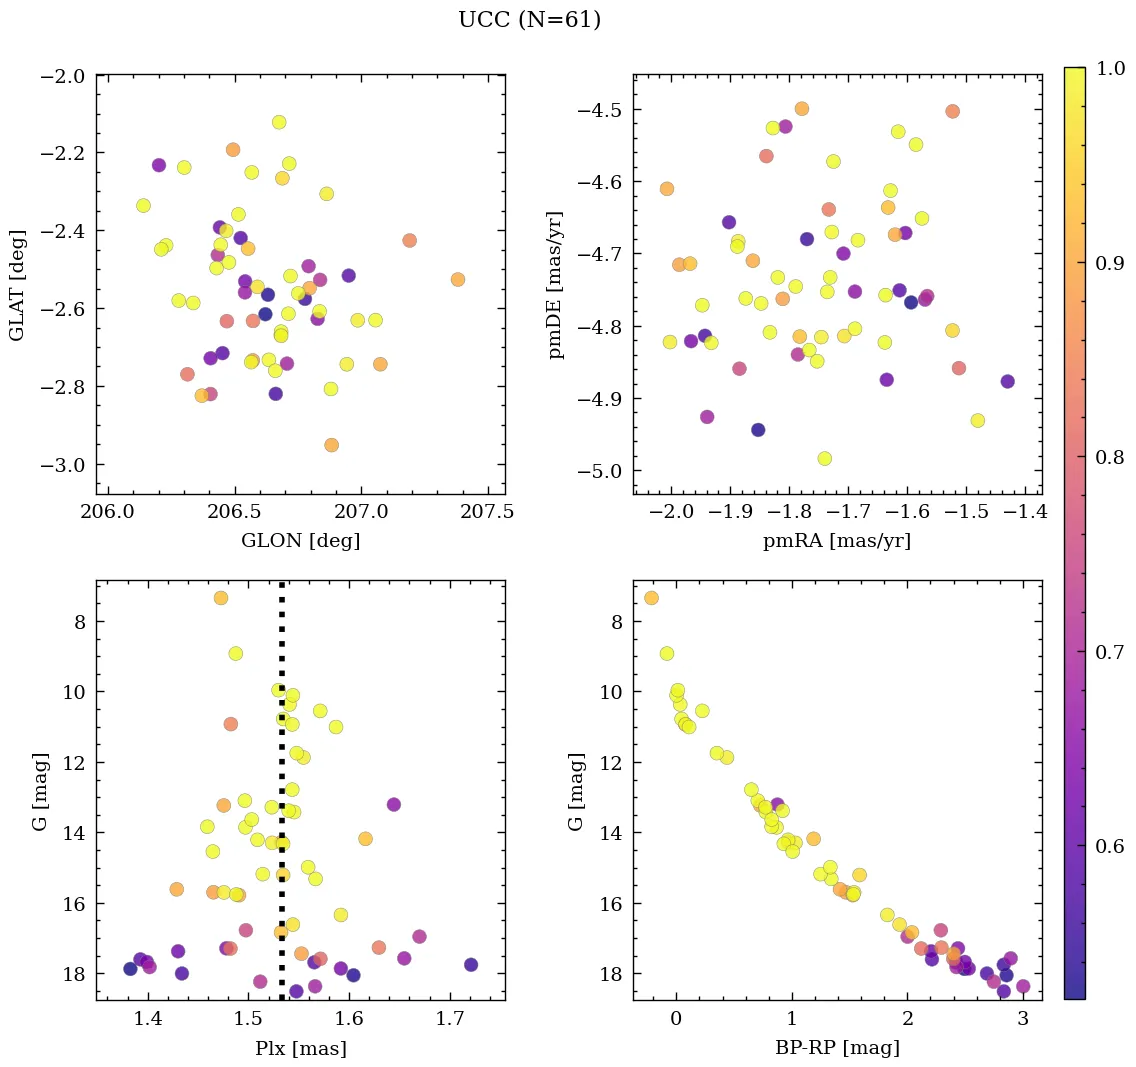 UCC (N=61)
−2.0
−2.2
−2.4
−2.6
−2.8
−3.0
GLAT [deg]
206.0 206.5 207.0 207.5
GLON [deg]
−4.5
−4.6
−4.7
−4.8
−4.9
−5.0
pmDE [mas/yr]
−2.0 −1.9 −1.8 −1.7 −1.6 −1.5 −1.4
pmRA [mas/yr]
8
10
12
14
16
18
G [mag]
1.4 1.5 1.6 1.7
Plx [mas]
8
10
12
14
16
18
G [mag]
0 1 2 3
BP-RP [mag]
1.0
0.9
0.8
0.7
0.6